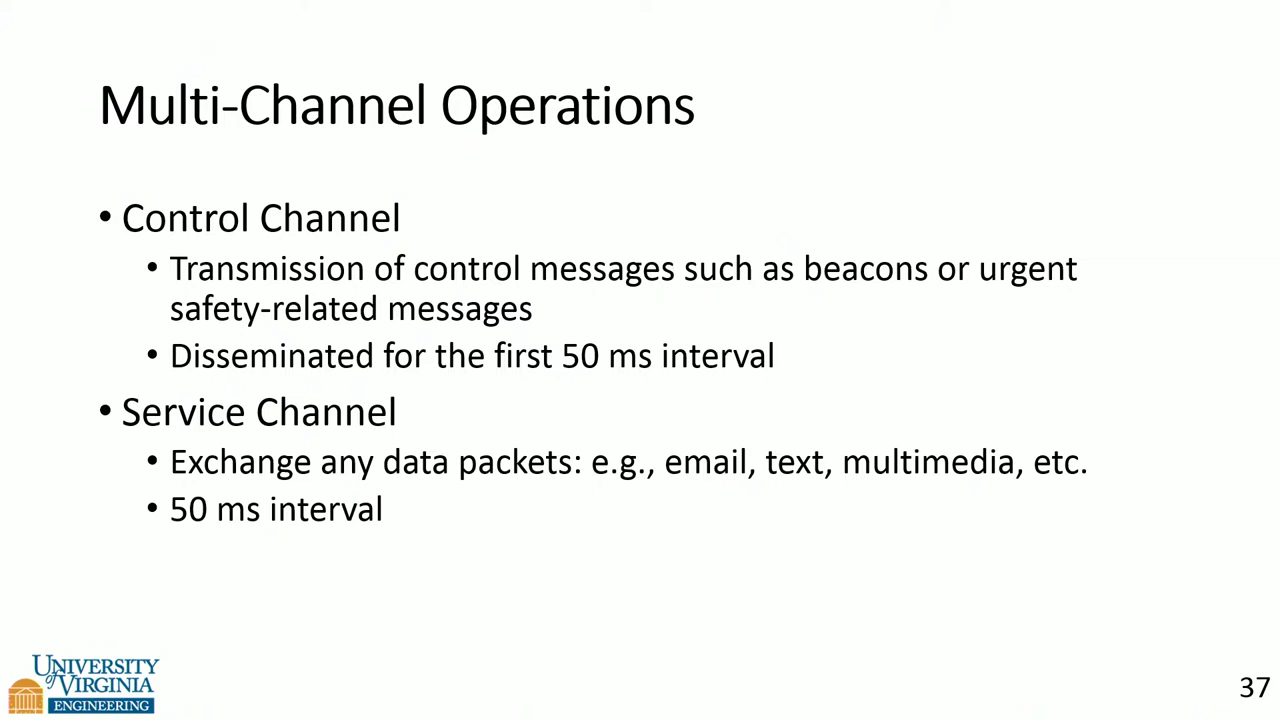 Multi-Channel Operations
• Control Channel
• Transmission of control messages such as beacons or urgent
safety-related messages
• Disseminated for the first 50 ms interval
• Service Channel
• Exchange any data packets: e.g., email, text, multimedia, etc.
• 50 ms interval
UNIVERSITY
of VIRGINIA
ENGINEERING
37